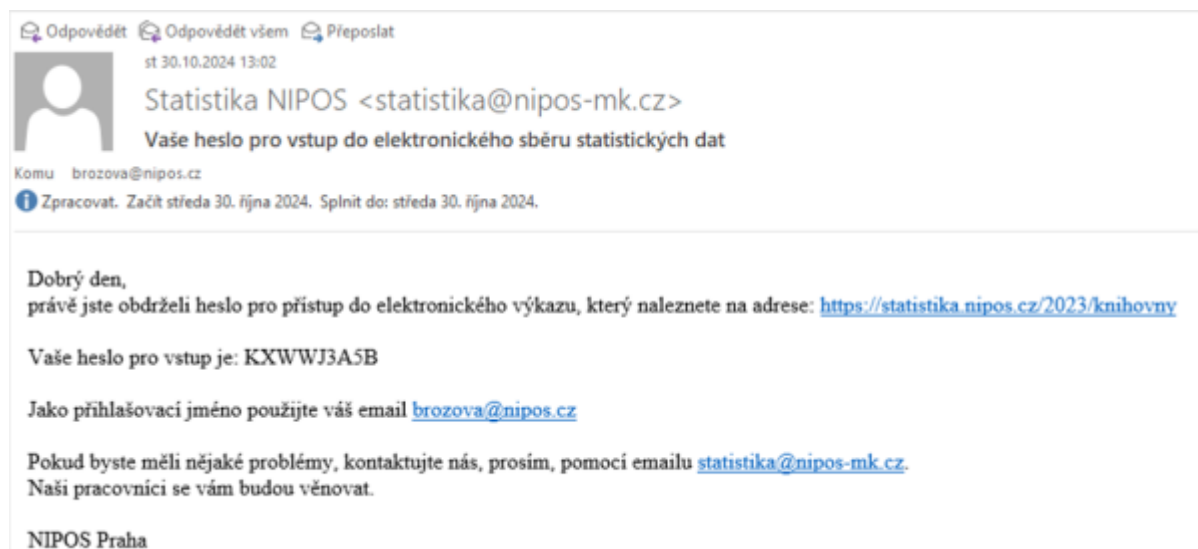 Odpovědět Odpovědět všem Přeposlat
st 30.10.2024 13:02
Statistika NIPOS <statistika@nipos-mk.cz>
Vaše heslo pro vstup do elektronického sběru statistických dat
Komu brozova@nipos.cz
Zpracovat. Začít středa 30. října 2024. Splnit do: středa 30. října 2024.
Dobrý den,
právě jste obdrželi heslo pro přístup do elektronického výkazu, který naleznete na adrese: https://statistika.nipos.cz/2023/knihovny
Vaše heslo pro vstup je: KXWWJ3A5B
Jako přihlašovací jméno použijte váš email brozova@nipos.cz
Pokud byste měli nějaké problémy, kontaktujte nás, prosím, pomocí emailu statistika@nipos-mk.cz.
Naši pracovníci se vám budou věnovat.
NIPOS Praha